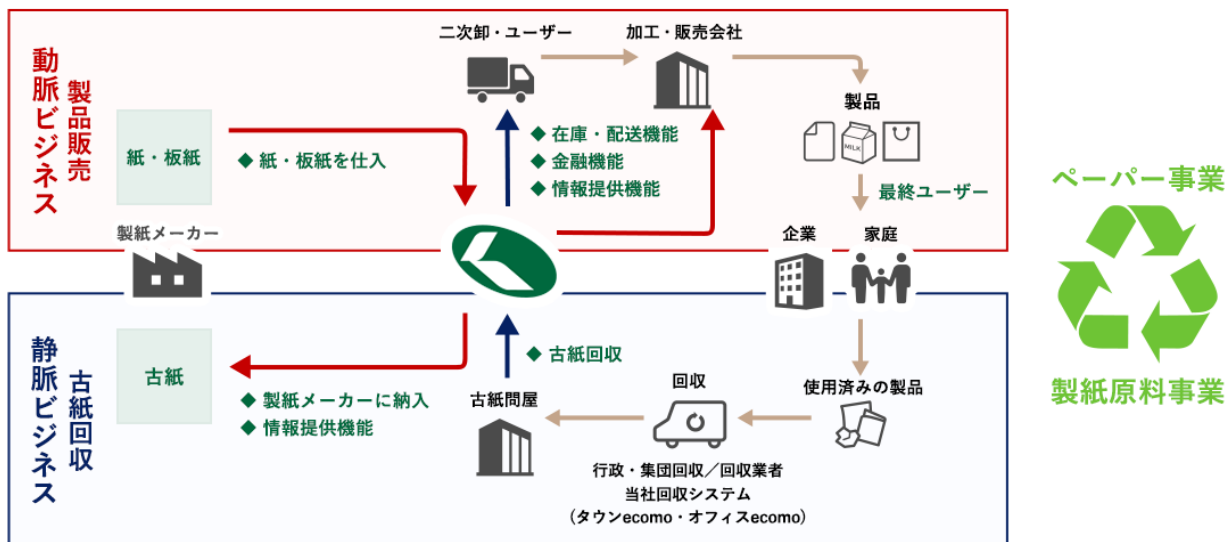 動脈ビジネス
製品販売
紙・板紙
製紙メーカー
◆ 紙・板紙を仕入
二次卸・ユーザー
加工・販売会社
◆ 在庫・配送機能
◆ 金融機能
◆ 情報提供機能
製品
MILK
最終ユーザー
企業
家庭
静脈ビジネス
古紙回収
古紙
◆ 製紙メーカーに納入
◆ 情報提供機能
◆ 古紙回収
古紙問屋
回収
使用済みの製品
行政・集団回収／回収業者
当社回収システム
(タウンecomo・オフィスecomo)
ペーパー事業
製紙原料事業